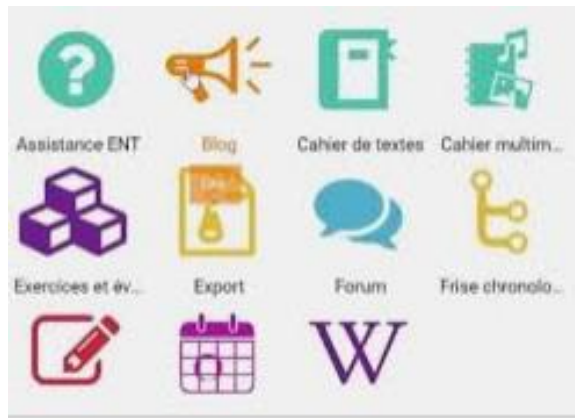 ?
Assistance ENT
Blog
Cahier de textes
Cahier multim...
Exercices et év...
Export
Forum
Frise chronolo...
W